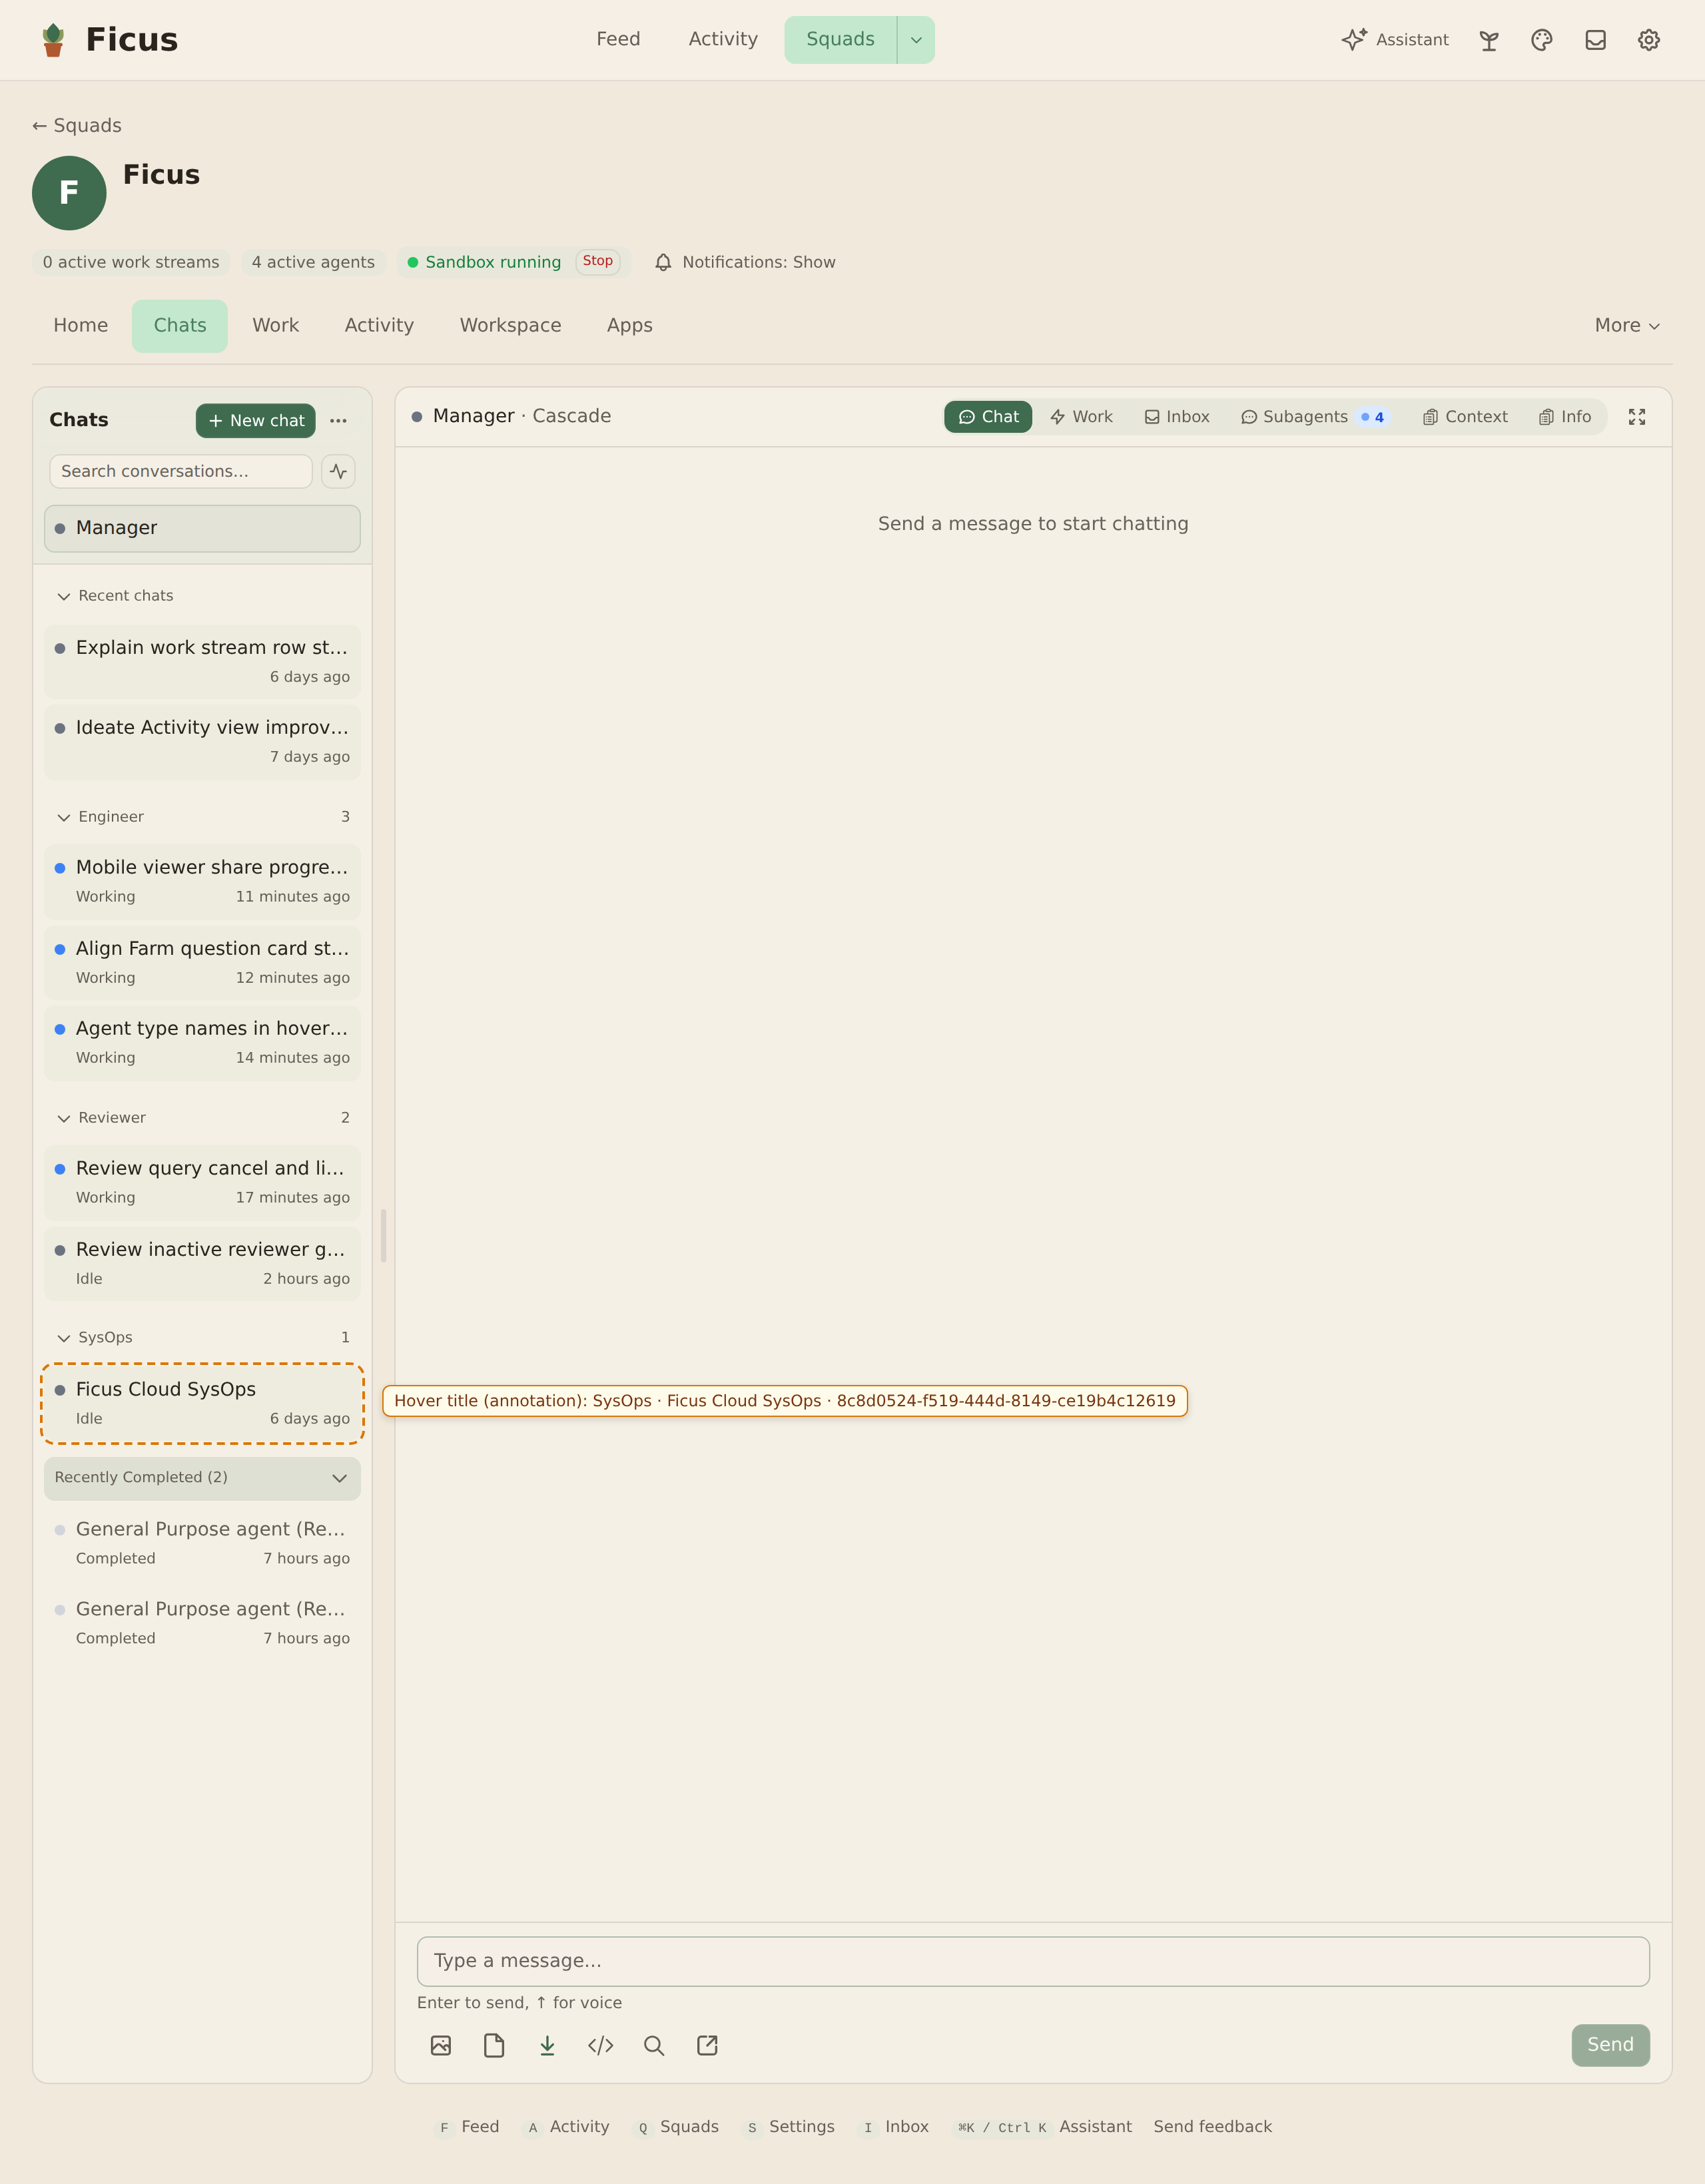 Ficus
Feed
Activity
Squads
Assistant
← Squads
F
Ficus
0 active work streams
4 active agents
Sandbox running
Stop
Notifications: Show
Home
Chats
Work
Activity
Workspace
Apps
More
Chats
+ New chat
Search conversations...
Manager
Recent chats
Explain work stream row st...
6 days ago
Ideate Activity view improv...
7 days ago
Engineer 3
Mobile viewer share progre...
Working 11 minutes ago
Align Farm question card st...
Working 12 minutes ago
Agent type names in hover...
Working 14 minutes ago
Reviewer 2
Review query cancel and li...
Working 17 minutes ago
Review inactive reviewer g...
Idle 2 hours ago
SysOps 1
Ficus Cloud SysOps
Idle 6 days ago
Recently Completed (2)
General Purpose agent (Re...
Completed 7 hours ago
General Purpose agent (Re...
Completed 7 hours ago
Manager · Cascade
Chat
Work
Inbox
Subagents 4
Context
Info
Send a message to start chatting
Hover title (annotation): SysOps · Ficus Cloud SysOps · 8c8d0524-f519-444d-8149-ce19b4c12619
Type a message...
Enter to send, ↑ for voice
Send
F Feed A Activity Q Squads S Settings I Inbox ⌘K / Ctrl K Assistant Send feedback